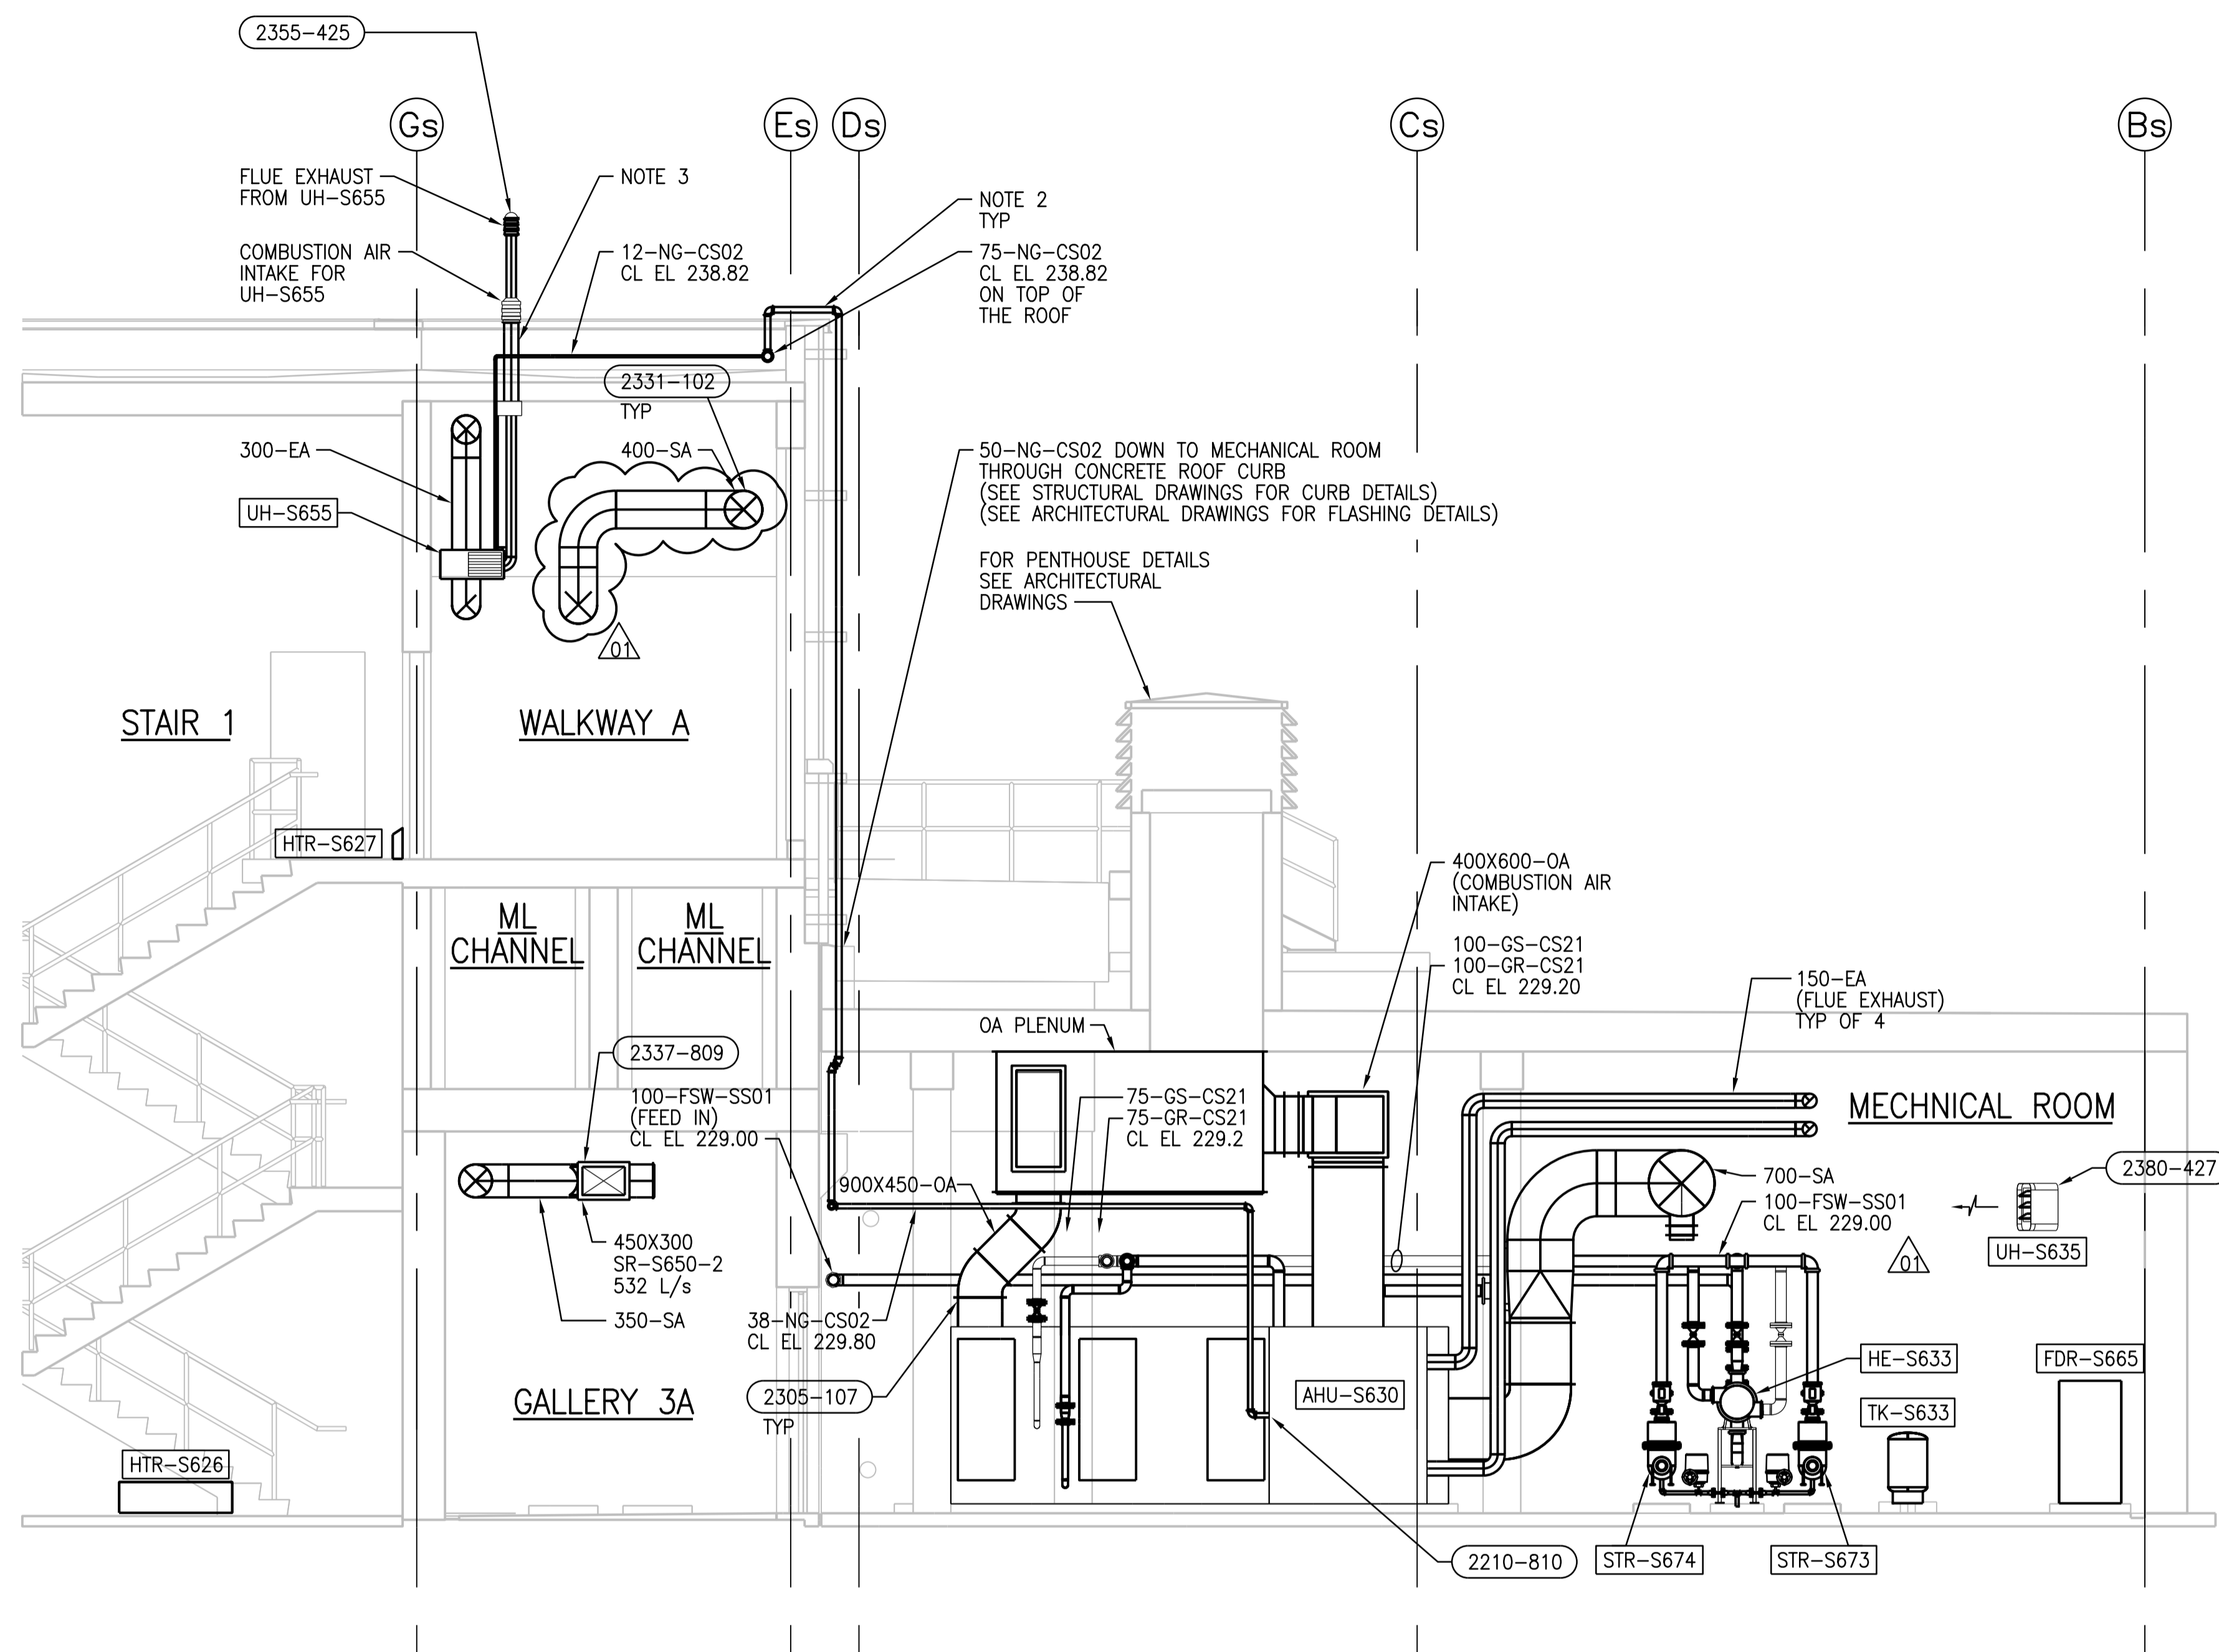 2355-425
Gs
Es
Ds
Cs
Bs
FLUE EXHAUST
FROM UH-S655
NOTE 3
NOTE 2
TYP
COMBUSTION AIR
INTAKE FOR
UH-S655
12-NG-CS02
CL EL 238.82
75-NG-CS02
CL EL 238.82
ON TOP OF
THE ROOF
2331-102
TYP
300-EA
400-SA
50-NG-CS02 DOWN TO MECHANICAL ROOM
THROUGH CONCRETE ROOF CURB
(SEE STRUCTURAL DRAWINGS FOR CURB DETAILS)
(SEE ARCHITECTURAL DRAWINGS FOR FLASHING DETAILS)
UH-S655
FOR PENTHOUSE DETAILS
SEE ARCHITECTURAL
DRAWINGS
01
STAIR 1
WALKWAY A
HTR-S627
400X600-OA
(COMBUSTION AIR
INTAKE)
ML
CHANNEL
ML
CHANNEL
100-GS-CS21
100-GR-CS21
CL EL 229.20
150-EA
(FLUE EXHAUST)
TYP OF 4
OA PLENUM
2337-809
100-FSW-SS01
(FEED IN)
CL EL 229.00
75-GS-CS21
75-GR-CS21
CL EL 229.2
MECHNICAL ROOM
900X450-OA
700-SA
2380-427
100-FSW-SS01
CL EL 229.00
450X300
SR-S650-2
532 L/s
350-SA
01
UH-S635
38-NG-CS02
CL EL 229.80
HE-S633
FDR-S665
2305-107
TYP
AHU-S630
GALLERY 3A
TK-S633
HTR-S626
2210-810
STR-S674
STR-S673